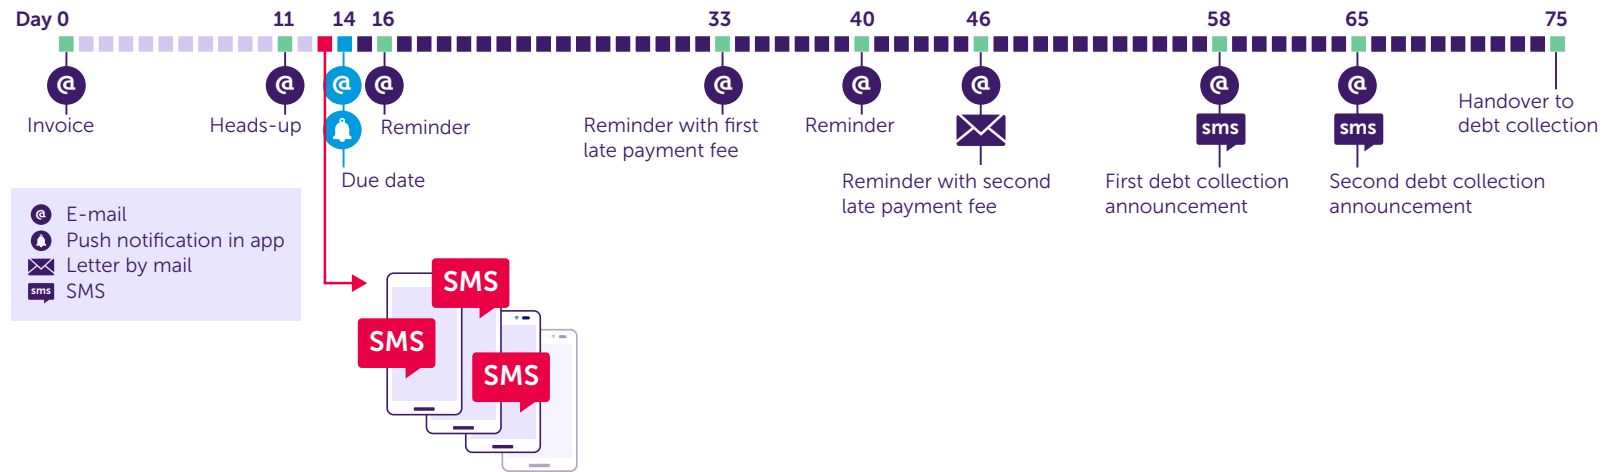 Day 0 11 14 16 33 40 46 58 65 75
@ @ @ @ @ @ @ @ @
Invoice
Heads-up
Reminder
Due date
Reminder with first
late payment fee
Reminder
Reminder with second
late payment fee
sms
First debt collection
announcement
sms
Second debt collection
announcement
Handover to
debt collection
@ E-mail
Push notification in app
Letter by mail
sms SMS
SMS
SMS
SMS